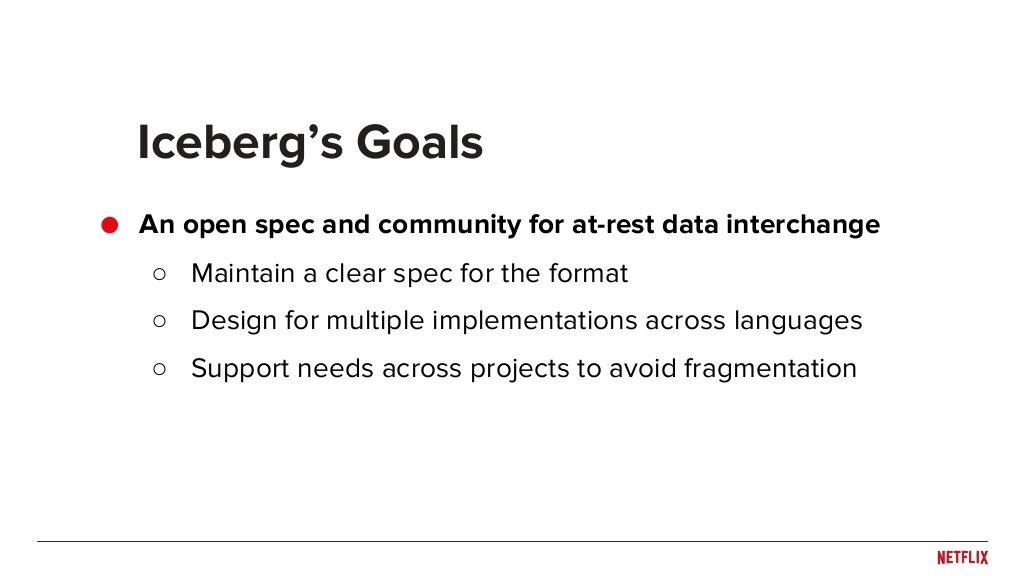 Iceberg’s Goals
● An open spec and community for at-rest data interchange
○ Maintain a clear spec for the format
○ Design for multiple implementations across languages
○ Support needs across projects to avoid fragmentation
NETFLIX